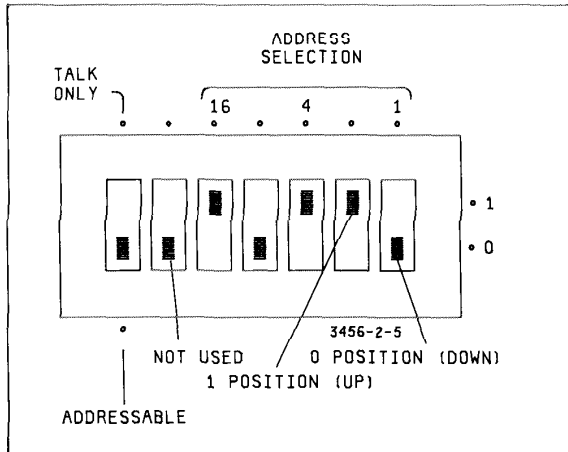 ADDRESS
SELECTION
TALK
ONLY
16 4 1
1
0
3456-2-5
NOT USED 0 POSITION (DOWN)
1 POSITION (UP)
ADDRESSABLE